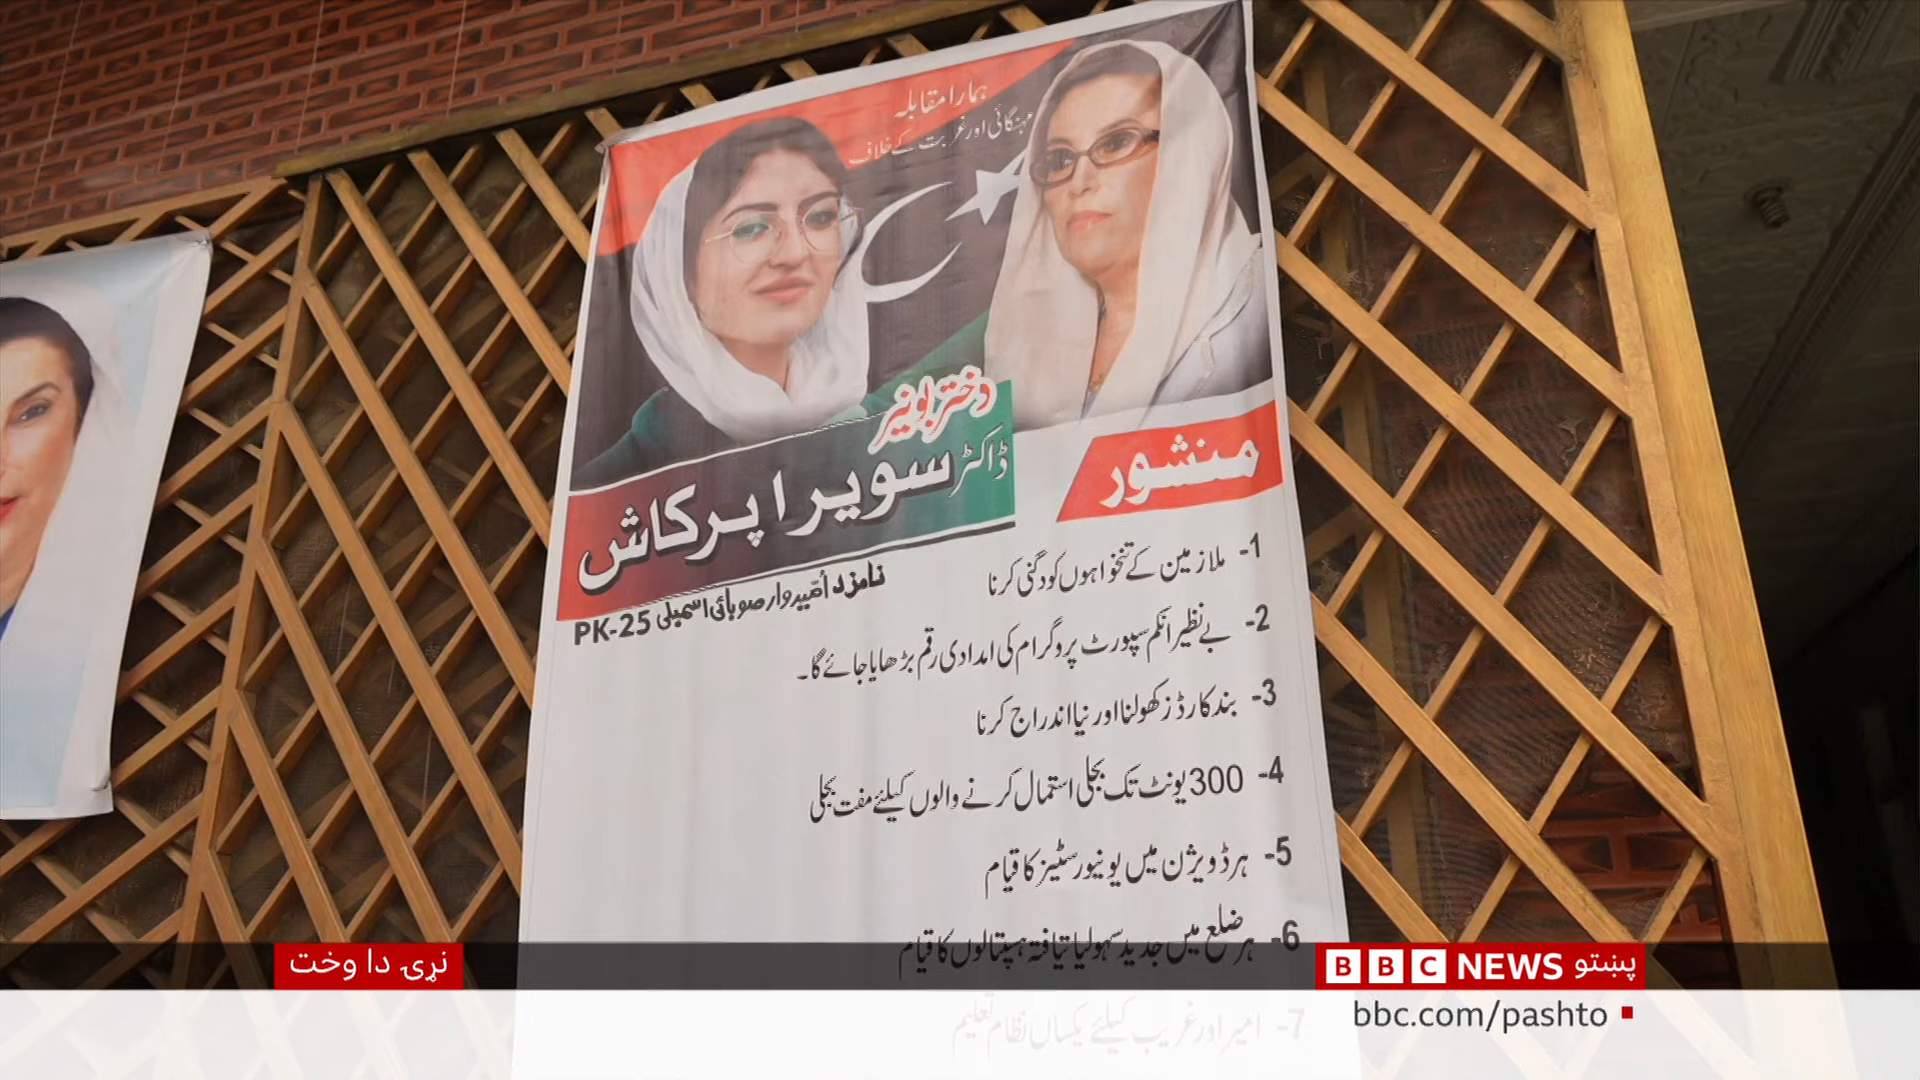 ہمارا مقابلہ
مہنگائی اور غربت کے خلاف
دختر بونیر
ڈاکٹر سویرا پرکاش
نامزد اُمیدوار صوبائی اسمبلی PK-25
منشور
1- ملازمین کے تنخواہوں کو دگنی کرنا
2- بے نظیر انکم سپورٹ پروگرام کی امدادی رقم بڑھایا جائے گا۔
3- بند کارڈز کھولنا اور نیا اندراج کرنا
4- 300 یونٹ تک بجلی استمال کرنے والوں کیلئے مفت بجلی
5- ہر ڈویژن میں یونیورسٹیز کا قیام
6- ہر ضلع میں جدید سہولیا تیافتہ ہسپتالوں کا قیام
7- امیر اور غریب کیلئے یکساں نظام تعلیم
نړۍ دا وخت
BBC NEWS پښتو
bbc.com/pashto